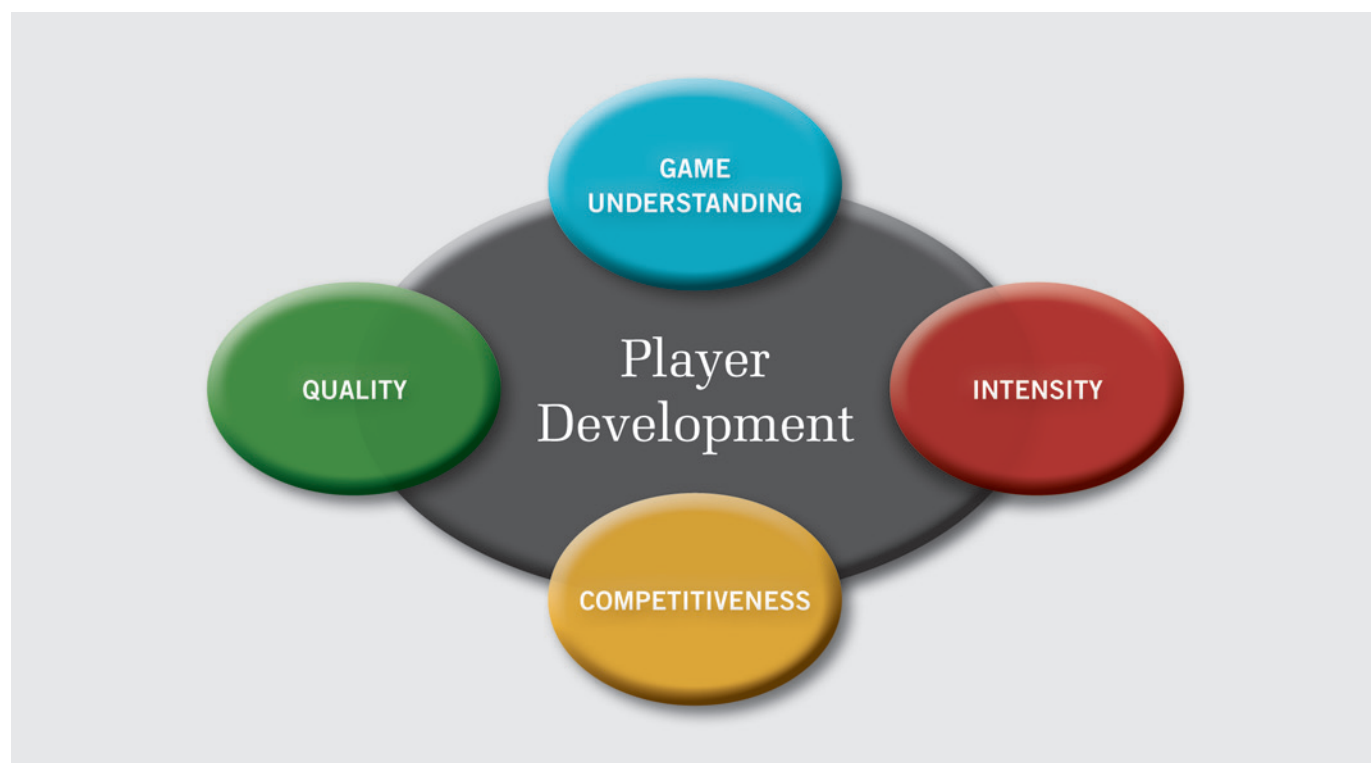 GAME
UNDERSTANDING
QUALITY
Player
Development
INTENSITY
COMPETITIVENESS